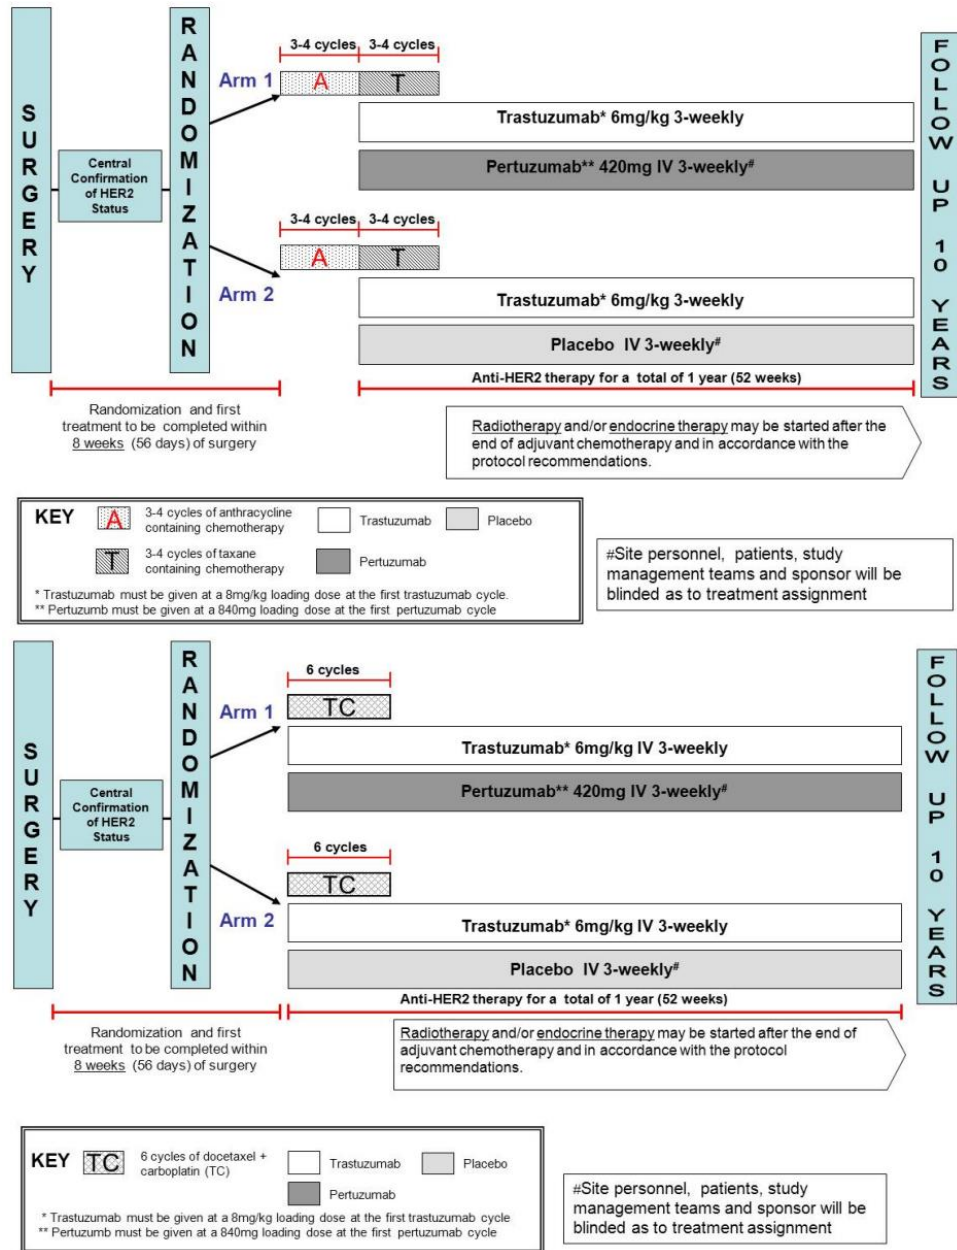 SURGERY
Central
Confirmation
of HER2
Status
RANDOMIZATION
Arm 1
3-4 cycles 3-4 cycles
A T
Trastuzumab* 6mg/kg 3-weekly
Pertuzumab** 420mg IV 3-weekly#
Arm 2
3-4 cycles 3-4 cycles
A T
Trastuzumab* 6mg/kg 3-weekly
Placebo IV 3-weekly#
Anti-HER2 therapy for a total of 1 year (52 weeks)
FOLLOW UP 10 YEARS
Randomization and first
treatment to be completed within
8 weeks (56 days) of surgery
Radiotherapy and/or endocrine therapy may be started after the
end of adjuvant chemotherapy and in accordance with the
protocol recommendations.
KEY
A 3-4 cycles of anthracycline
containing chemotherapy
Trastuzumab
Placebo
T 3-4 cycles of taxane
containing chemotherapy
Pertuzumab
* Trastuzumab must be given at a 8mg/kg loading dose at the first trastuzumab cycle.
** Pertuzumb must be given at a 840mg loading dose at the first pertuzumab cycle
#Site personnel, patients, study
management teams and sponsor will be
blinded as to treatment assignment
SURGERY
Central
Confirmation
of HER2
Status
RANDOMIZATION
Arm 1
6 cycles
TC
Trastuzumab* 6mg/kg IV 3-weekly
Pertuzumab** 420mg IV 3-weekly#
Arm 2
6 cycles
TC
Trastuzumab* 6mg/kg IV 3-weekly
Placebo IV 3-weekly#
Anti-HER2 therapy for a total of 1 year (52 weeks)
FOLLOW UP 10 YEARS
Randomization and first
treatment to be completed within
8 weeks (56 days) of surgery
Radiotherapy and/or endocrine therapy may be started after the end of
adjuvant chemotherapy and in accordance with the protocol
recommendations.
KEY
TC 6 cycles of docetaxel +
carboplatin (TC)
Trastuzumab
Placebo
Pertuzumab
* Trastuzumab must be given at a 8mg/kg loading dose at the first trastuzumab cycle
** Pertuzumb must be given at a 840mg loading dose at the first pertuzumab cycle
#Site personnel, patients, study
management teams and sponsor will be
blinded as to treatment assignment